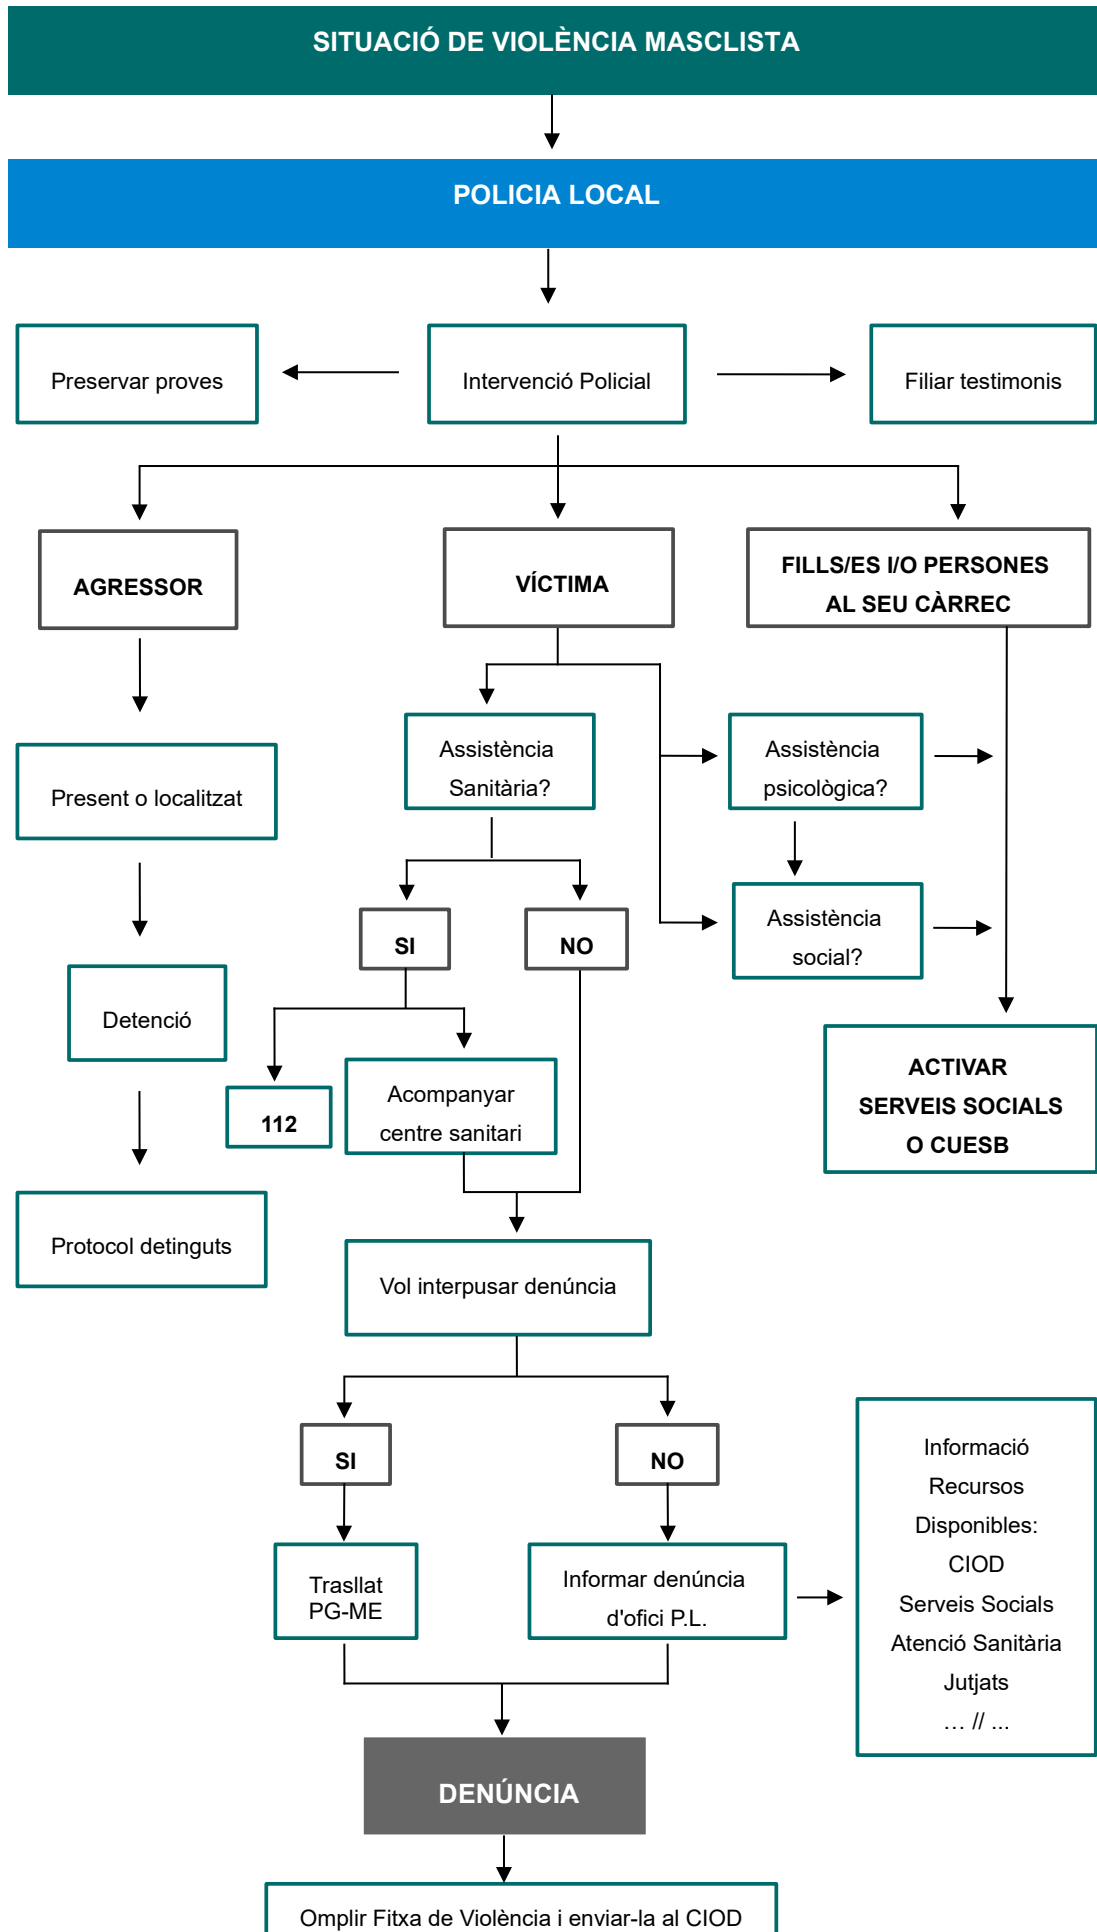 SITUACIÓ DE VIOLÈNCIA MASCLISTA
POLICIA LOCAL
Preservar proves
Intervenció Policial
Filiar testimonis
AGRESSOR
VÍCTIMA
FILLS/ES I/O PERSONES
AL SEU CÀRREC
Present o localitzat
Assistència
Sanitària?
Assistència
psicològica?
SI
NO
Assistència
social?
Detenció
112
Acompanyar
centre sanitari
ACTIVAR
SERVEIS SOCIALS
O CUESB
Protocol detinguts
Vol interpusar denúncia
SI
NO
Trasllat
PG-ME
Informar denúncia
d'ofici P.L.
Informació
Recursos
Disponibles:
CIOD
Serveis Socials
Atenció Sanitària
Jutjats
… // ...
DENÚNCIA
Omplir Fitxa de Violència i enviar-la al CIOD